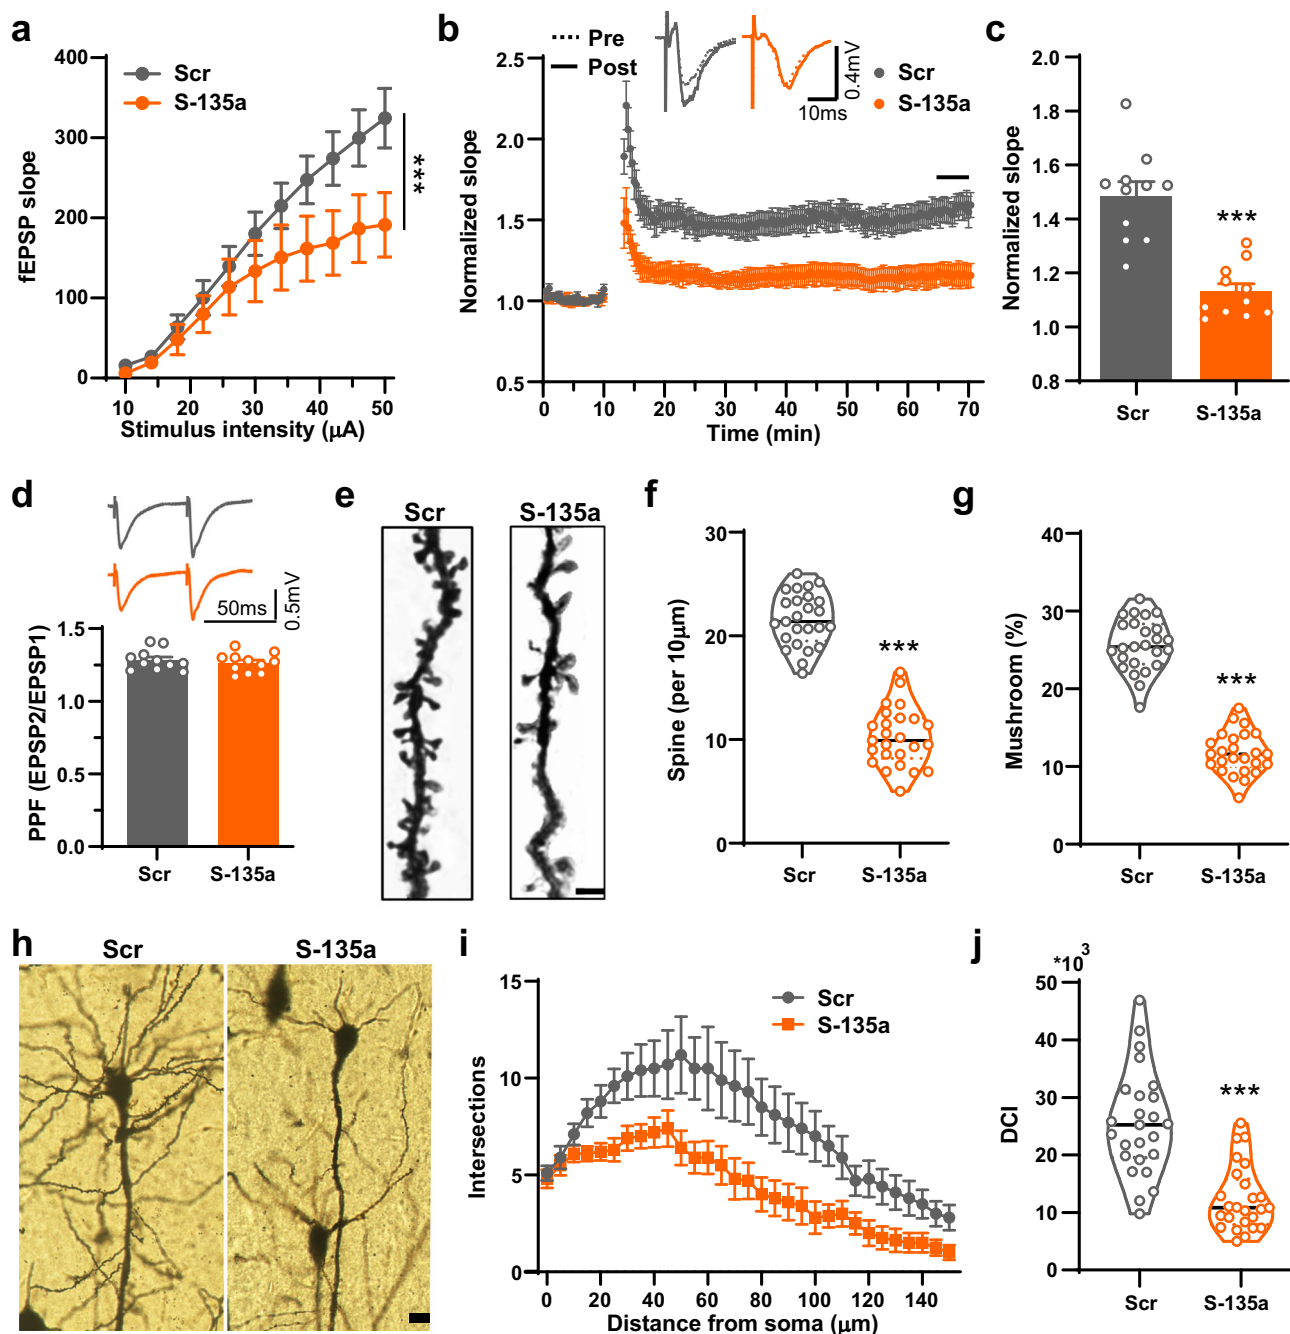 a
400
300
200
100
0
fEPSP slope
Scr
S-135a
***
10 20 30 40 50
Stimulus intensity (μA)
b
Pre
Post
0.4mV
10ms
Scr
S-135a
2.5
2.0
1.5
1.0
0.5
Normalized slope
0 10 20 30 40 50 60 70
Time (min)
c
2.0
1.8
1.6
1.4
1.2
1.0
0.8
Normalized slope
***
Scr S-135a
d
50ms
0.5mV
1.5
1.0
0.5
0.0
PPF (EPSP2/EPSP1)
Scr S-135a
e
Scr S-135a
f
30
20
10
0
Spine (per 10μm)
***
Scr S-135a
g
40
30
20
10
0
Mushroom (%)
***
Scr S-135a
h
Scr S-135a
i
15
10
5
0
Intersections
Scr
S-135a
0 20 40 60 80 100 120 140
Distance from soma (μm)
j
*10³
50K
40K
30K
20K
10K
0K
DCI
***
Scr S-135a